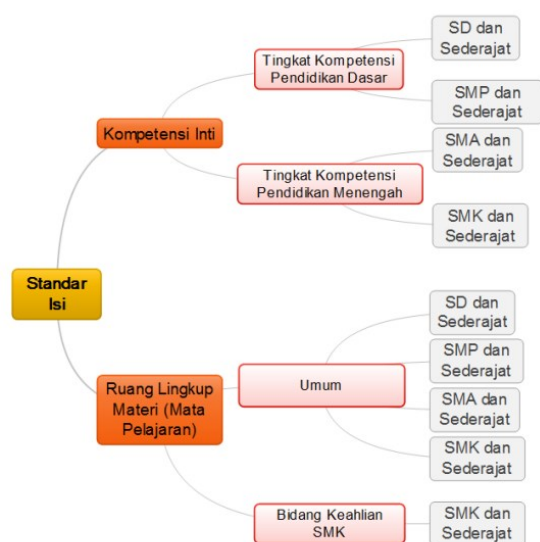 Standar
Isi
Kompetensi Inti
Tingkat Kompetensi
Pendidikan Dasar
SD dan
Sederajat
SMP dan
Sederajat
Tingkat Kompetensi
Pendidikan Menengah
SMA dan
Sederajat
SMK dan
Sederajat
Ruang Lingkup
Materi (Mata
Pelajaran)
Umum
SD dan
Sederajat
SMP dan
Sederajat
SMA dan
Sederajat
SMK dan
Sederajat
Bidang Keahlian
SMK
SMK dan
Sederajat